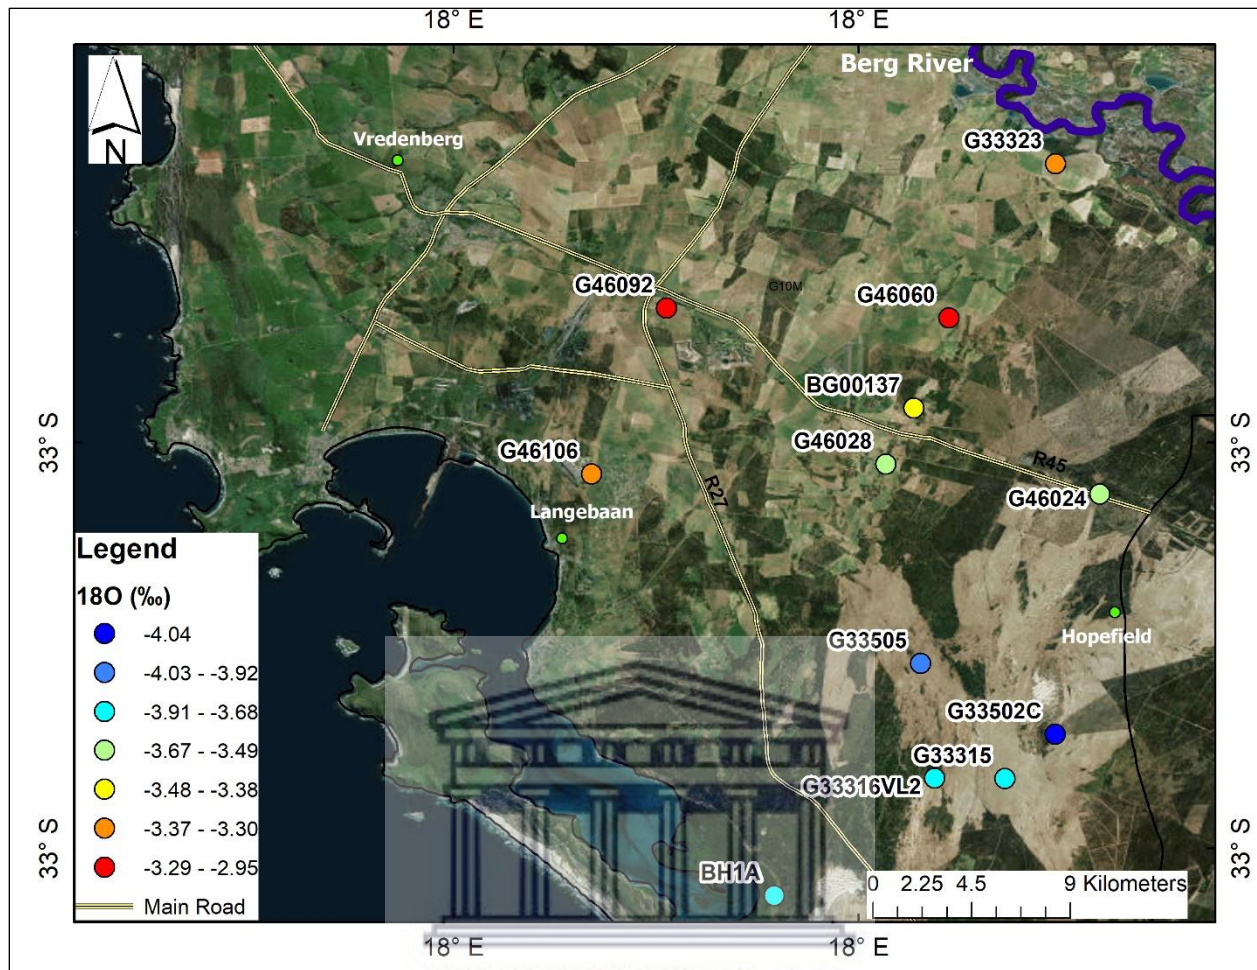 18° E 18° E
Berg River
Vredenberg
G33323
N
G46092
G10M
G46060
BG00137
33° S
G46028
33° S
G46106
R45
R27
G46024
Langebaan
Legend
18O (‰)
-4.04
-4.03 - -3.92
-3.91 - -3.68
-3.67 - -3.49
-3.48 - -3.38
-3.37 - -3.30
-3.29 - -2.95
Main Road
G33505
Hopefield
G33502C
G33315
G33316VL2
33° S
33° S
BH1A
0 2.25 4.5 9 Kilometers
18° E 18° E